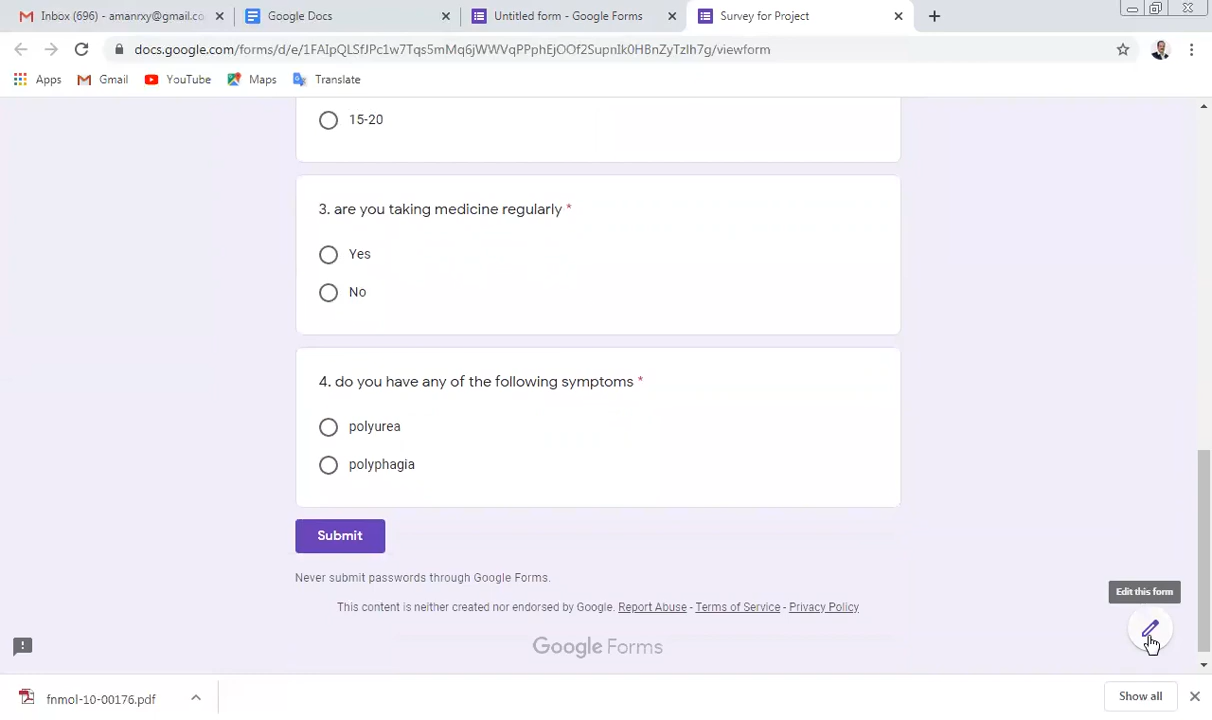 Inbox (696) - amanrxy@gmail.co
Google Docs
Untitled form - Google Forms
Survey for Project
docs.google.com/forms/d/e/1FAIpQLSfJPc1w7Tqs5mMq6jWWVqPPphEjOOf2SupnIk0HBnZyTzIh7g/viewform
Apps
Gmail
YouTube
Maps
Translate
15-20
3. are you taking medicine regularly *
Yes
No
4. do you have any of the following symptoms *
polyurea
polyphagia
Submit
Never submit passwords through Google Forms.
This content is neither created nor endorsed by Google. Report Abuse - Terms of Service - Privacy Policy
Edit this form
Google Forms
fnmol-10-00176.pdf
Show all